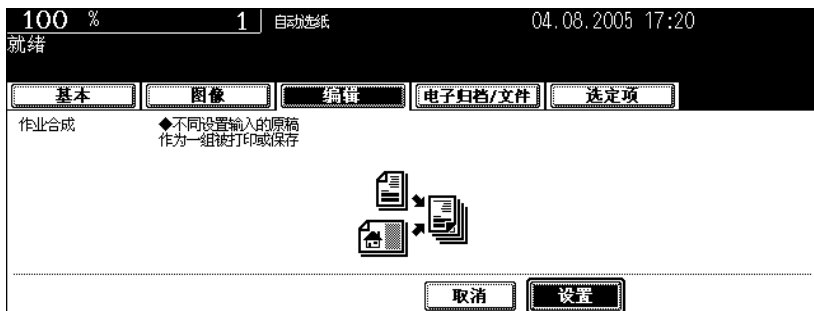 100 % 1 自动选纸 04.08.2005 17:20
就绪
基本 图像 编辑 电子归档/文件 选定项
作业合成 ◆不同设置输入的原稿
作为一组被打印或保存
取消 设置